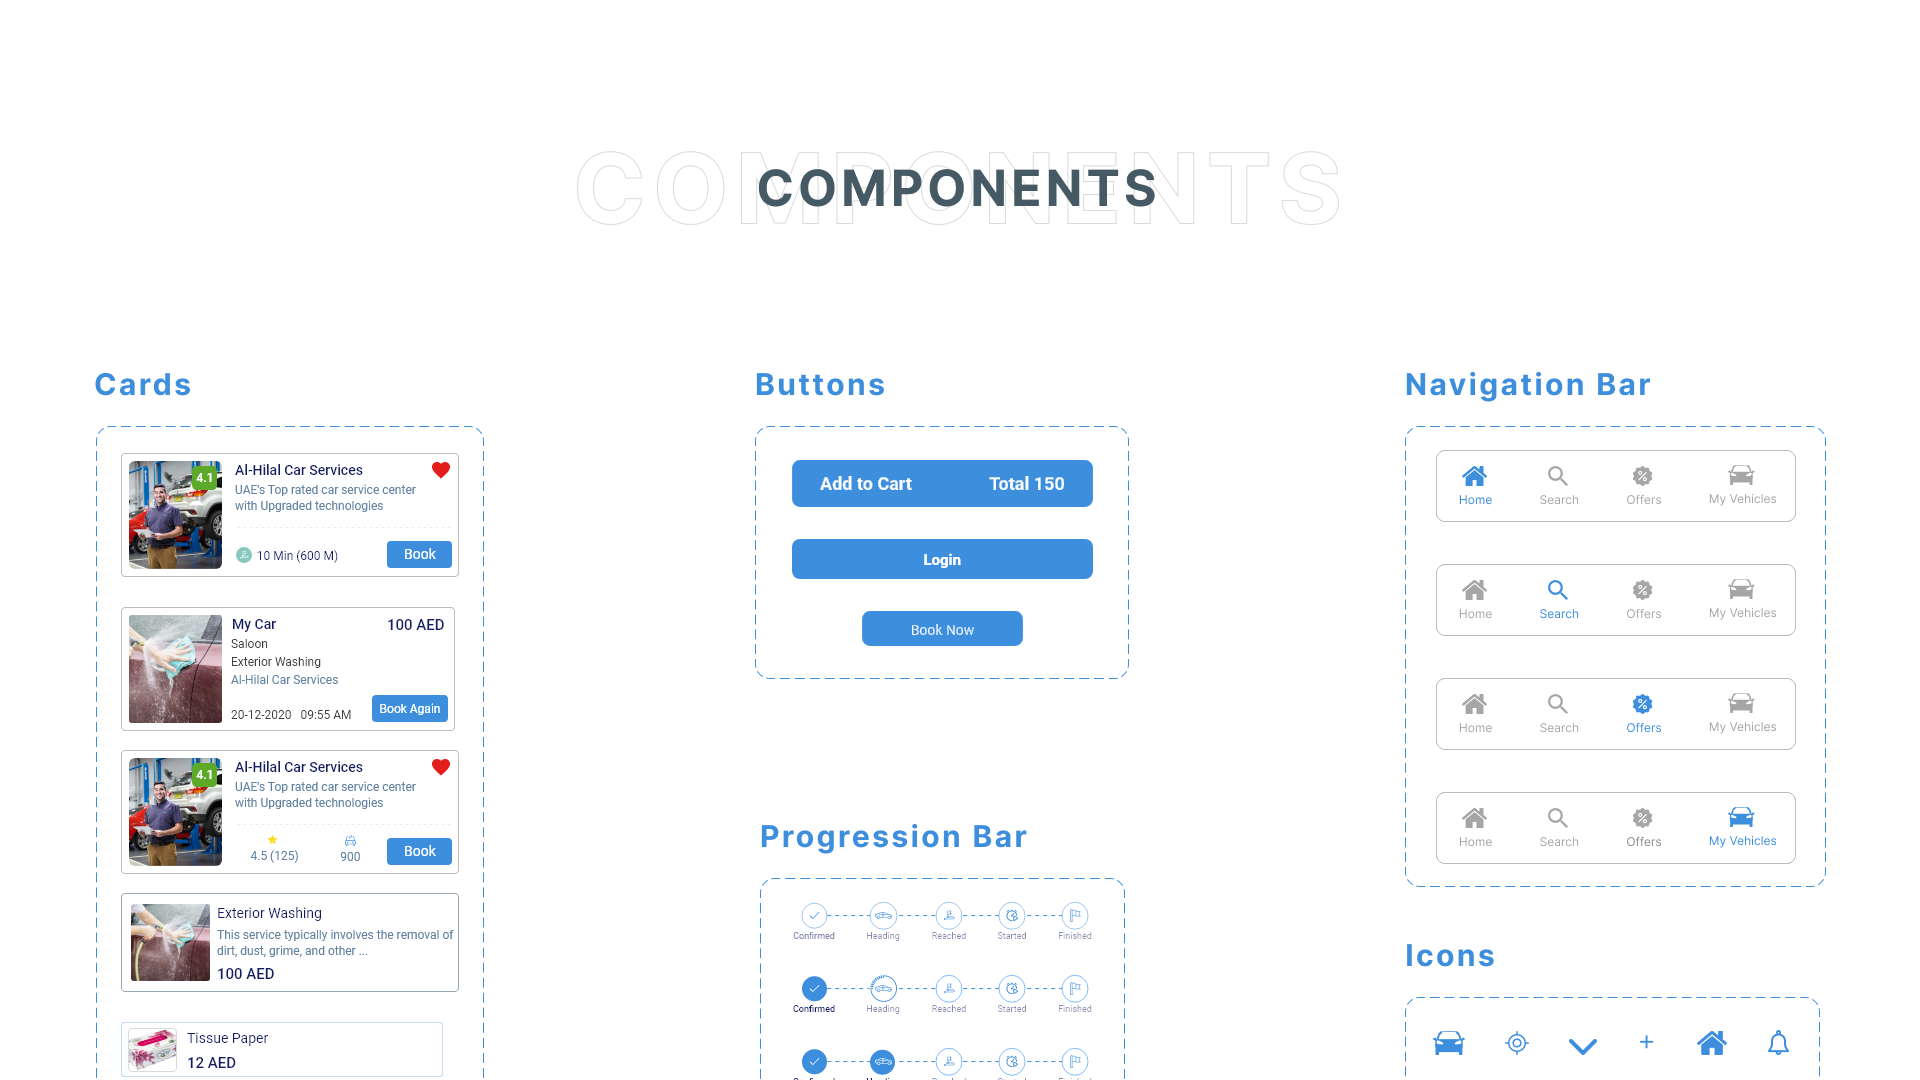 COMPONENTS
COMPONENTS
Cards
4.1
Al-Hilal Car Services
UAE's Top rated car service center
with Upgraded technologies
10 Min (600 M)
Book
My Car
100 AED
Saloon
Exterior Washing
Al-Hilal Car Services
20-12-2020 09:55 AM
Book Again
4.1
Al-Hilal Car Services
UAE's Top rated car service center
with Upgraded technologies
4.5 (125)
900
Book
Exterior Washing
This service typically involves the removal of
dirt, dust, grime, and other ...
100 AED
Tissue Paper
12 AED
Buttons
Add to Cart Total 150
Login
Book Now
Progression Bar
Confirmed Heading Reached Started Finished
Confirmed Heading Reached Started Finished
Navigation Bar
Home Search Offers My Vehicles
Home Search Offers My Vehicles
Home Search Offers My Vehicles
Home Search Offers My Vehicles
Icons